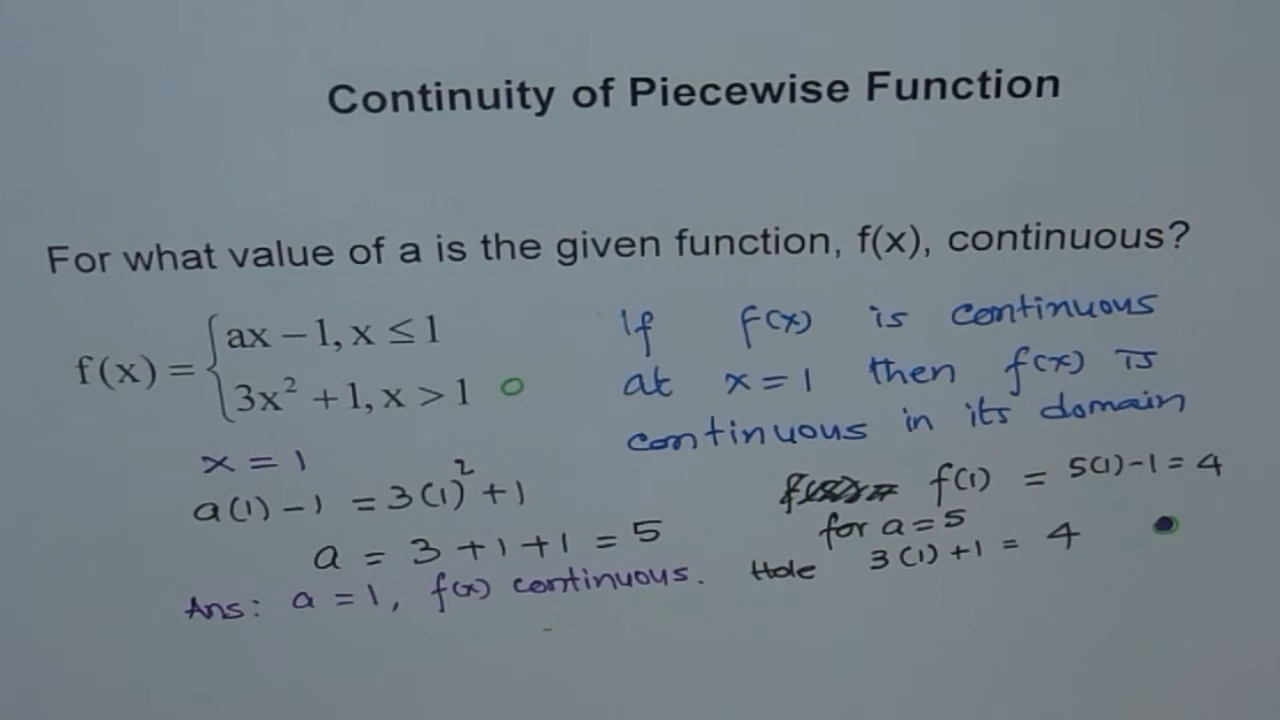 Continuity of Piecewise Function
For what value of a is the given function, f(x), continuous?
f(x) = { ax − 1, x ≤ 1
3x² + 1, x > 1
If f(x) is continuous
at x = 1 then f(x) is
continuous in its domain
x = 1
a(1) − 1 = 3(1)² + 1
a = 3 + 1 + 1 = 5
Ans: a = 1, f(x) continuous.
f(1) = 5(1) − 1 = 4
for a = 5
Hole 3(1) + 1 = 4